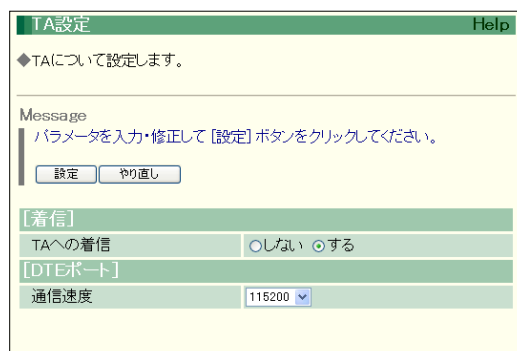 TA設定 Help
◆TAについて設定します。
Message
パラメータを入力・修正して [設定] ボタンをクリックしてください。
設定 やり直し
[着信]
TAへの着信 しない する
[DTEポート]
通信速度 115200